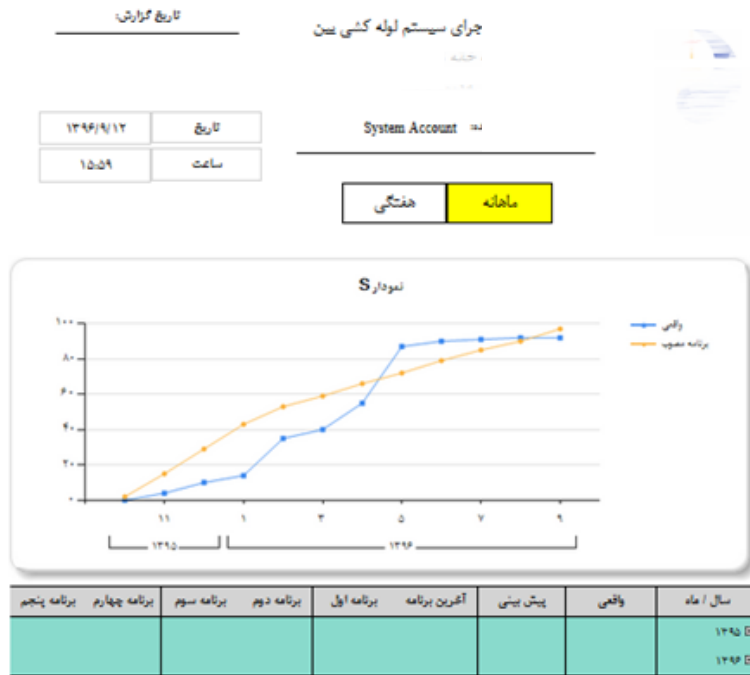 تاریخ گزارش:
جرای سیستم لوله کشی بین
تاریخ ۱۳۹۶/۹/۱۲
System Account
ساعت ۱۵:۵۹
ماهانه هفتگی
نمودار S
واقعی
برنامه مصوب
۱۰۰
۸۰
۶۰
۴۰
۲۰
۰
۱۱ ۱ ۳ ۵ ۷ ۹
۱۳۹۵ ۱۳۹۶
سال / ماه واقعی پیش بینی آخرین برنامه برنامه اول برنامه دوم برنامه سوم برنامه چهارم برنامه پنجم
۱۳۹۵
۱۳۹۶